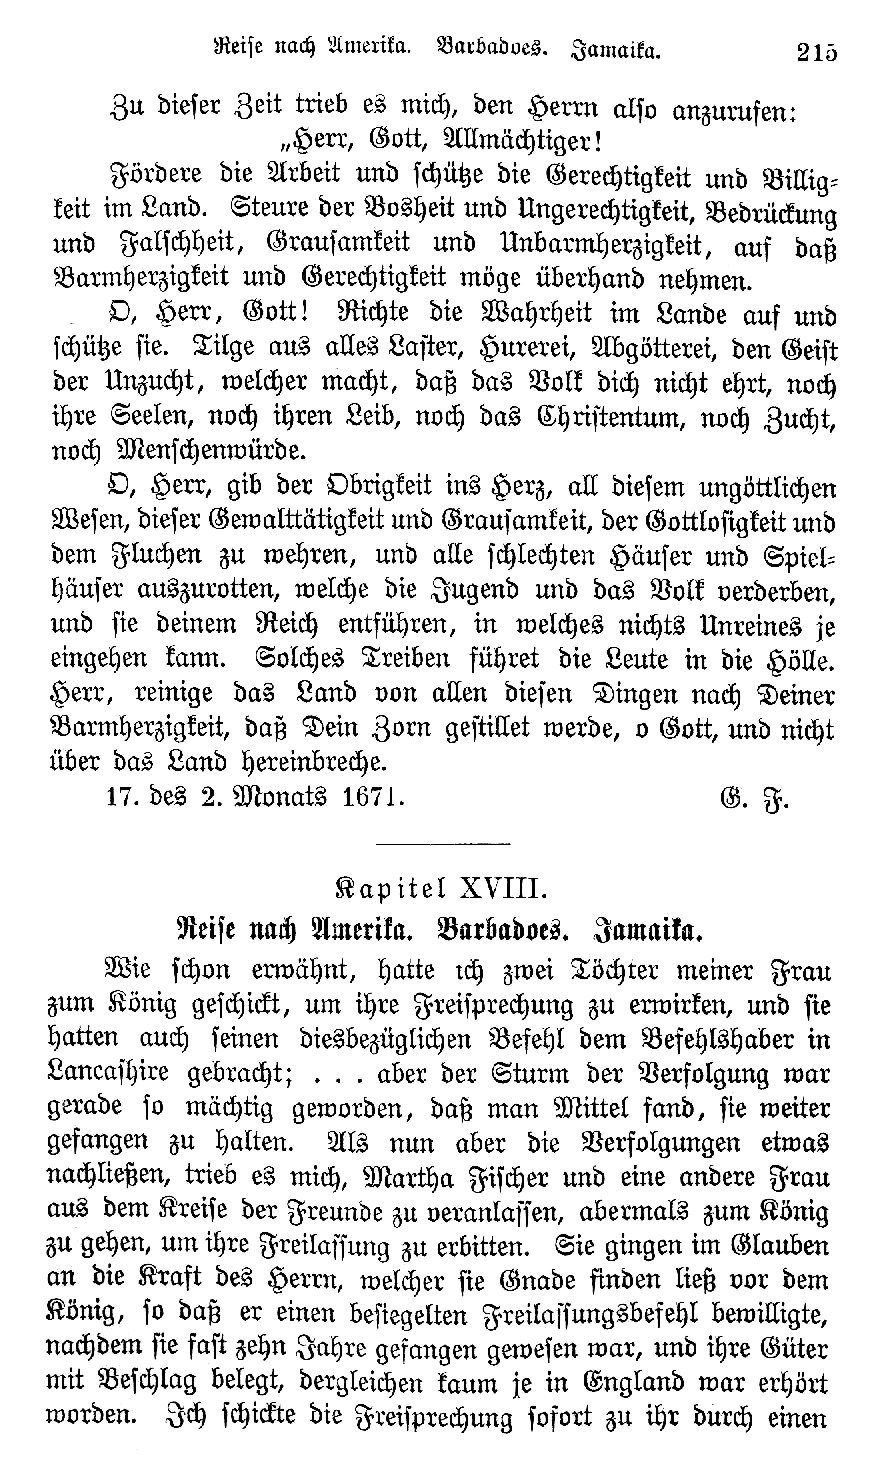 Reise nach Amerika. Barbadoes. Jamaika. 215
Zu dieser Zeit trieb es mich, den Herrn also anzurufen:
„Herr, Gott, Allmächtiger!
Fördere die Arbeit und schütze die Gerechtigkeit und Billig-
keit im Land. Steure der Bosheit und Ungerechtigkeit, Bedrückung
und Falschheit, Grausamkeit und Unbarmherzigkeit, auf daß
Barmherzigkeit und Gerechtigkeit möge überhand nehmen.
O, Herr, Gott! Richte die Wahrheit im Lande auf und
schütze sie. Tilge aus alles Laster, Hurerei, Abgötterei, den Geist
der Unzucht, welcher macht, daß das Volk dich nicht ehrt, noch
ihre Seelen, noch ihren Leib, noch das Christentum, noch Zucht,
noch Menschenwürde.
O, Herr, gib der Obrigkeit ins Herz, all diesem ungöttlichen
Wesen, dieser Gewalttätigkeit und Grausamkeit, der Gottlosigkeit und
dem Fluchen zu wehren, und alle schlechten Häuser und Spiel-
häuser auszurotten, welche die Jugend und das Volk verderben,
und sie deinem Reich entführen, in welches nichts Unreines je
eingehen kann. Solches Treiben führet die Leute in die Hölle.
Herr, reinige das Land von allen diesen Dingen nach Deiner
Barmherzigkeit, daß Dein Zorn gestillet werde, o Gott, und nicht
über das Land hereinbreche.
17. des 2. Monats 1671. G. F.
Kapitel XVIII.
Reise nach Amerika. Barbadoes. Jamaika.
Wie schon erwähnt, hatte ich zwei Töchter meiner Frau
zum König geschickt, um ihre Freisprechung zu erwirken, und sie
hatten auch seinen diesbezüglichen Befehl dem Befehlshaber in
Lancashire gebracht; . . . aber der Sturm der Verfolgung war
gerade so mächtig geworden, daß man Mittel fand, sie weiter
gefangen zu halten. Als nun aber die Verfolgungen etwas
nachließen, trieb es mich, Martha Fischer und eine andere Frau
aus dem Kreise der Freunde zu veranlassen, abermals zum König
zu gehen, um ihre Freilassung zu erbitten. Sie gingen im Glauben
an die Kraft des Herrn, welcher sie Gnade finden ließ vor dem
König, so daß er einen besiegelten Freilassungsbefehl bewilligte,
nachdem sie fast zehn Jahre gefangen gewesen war, und ihre Güter
mit Beschlag belegt, dergleichen kaum je in England war erhört
worden. Ich schickte die Freisprechung sofort zu ihr durch einen